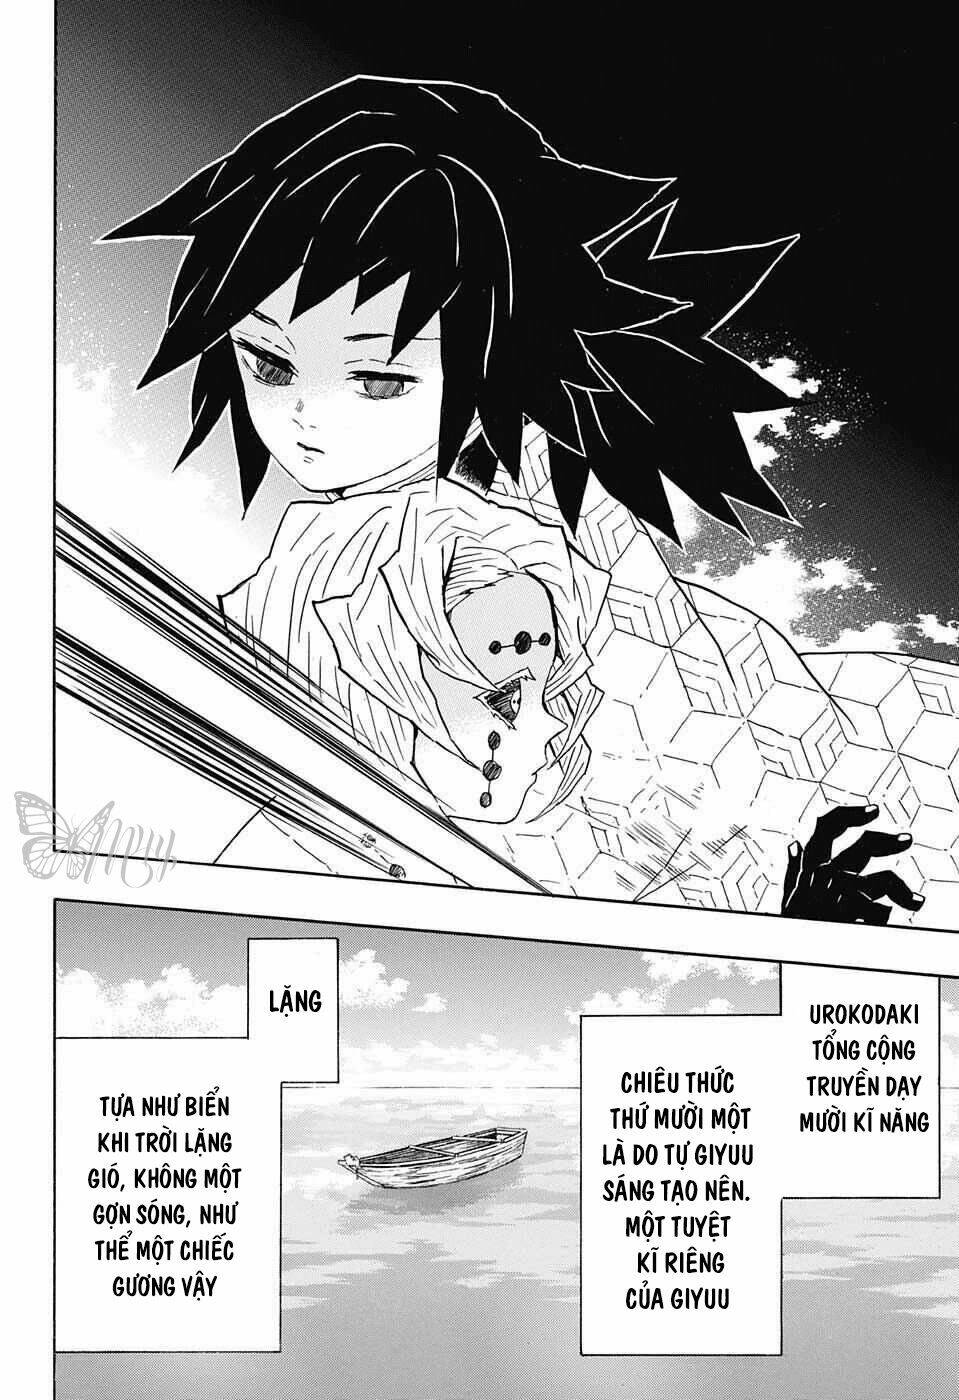 UROKODAKI
TỔNG CỘNG
TRUYỀN DẠY
MƯỜI KĨ NĂNG
CHIÊU THỨC
THỨ MƯỜI MỘT
LÀ DO TỰ GIYUU
SÁNG TẠO NÊN.
MỘT TUYỆT
KĨ RIÊNG
CỦA GIYUU
LẶNG
TỰA NHƯ BIỂN
KHI TRỜI LẶNG
GIÓ, KHÔNG MỘT
GỢN SÓNG, NHƯ
THỂ MỘT CHIẾC
GƯƠNG VẬY